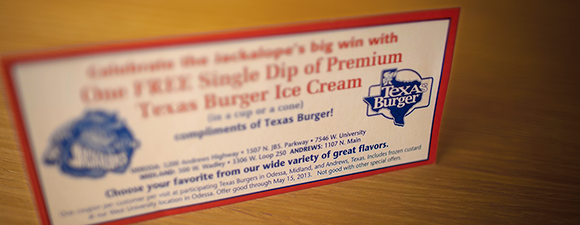 Celebrate the Jackalope's big win with
One FREE Single Dip of Premium
Texas Burger Ice Cream
(in a cup or a cone)
compliments of Texas Burger!
TEXAS
BURGER
ODESSA: 5206 Andrews Highway • 1507 N. JBS. Parkway • 7546 W. University
MIDLAND: 300 W. Wadley • 3306 W. Loop 250 ANDREWS: 1107 N. Main
Choose your favorite from our wide variety of great flavors.
One coupon per customer per visit at participating Texas Burgers in Odessa, Midland, and Andrews, Texas. Includes frozen custard
at our West University location in Odessa. Offer good through May 15, 2013. Not good with other special offers.